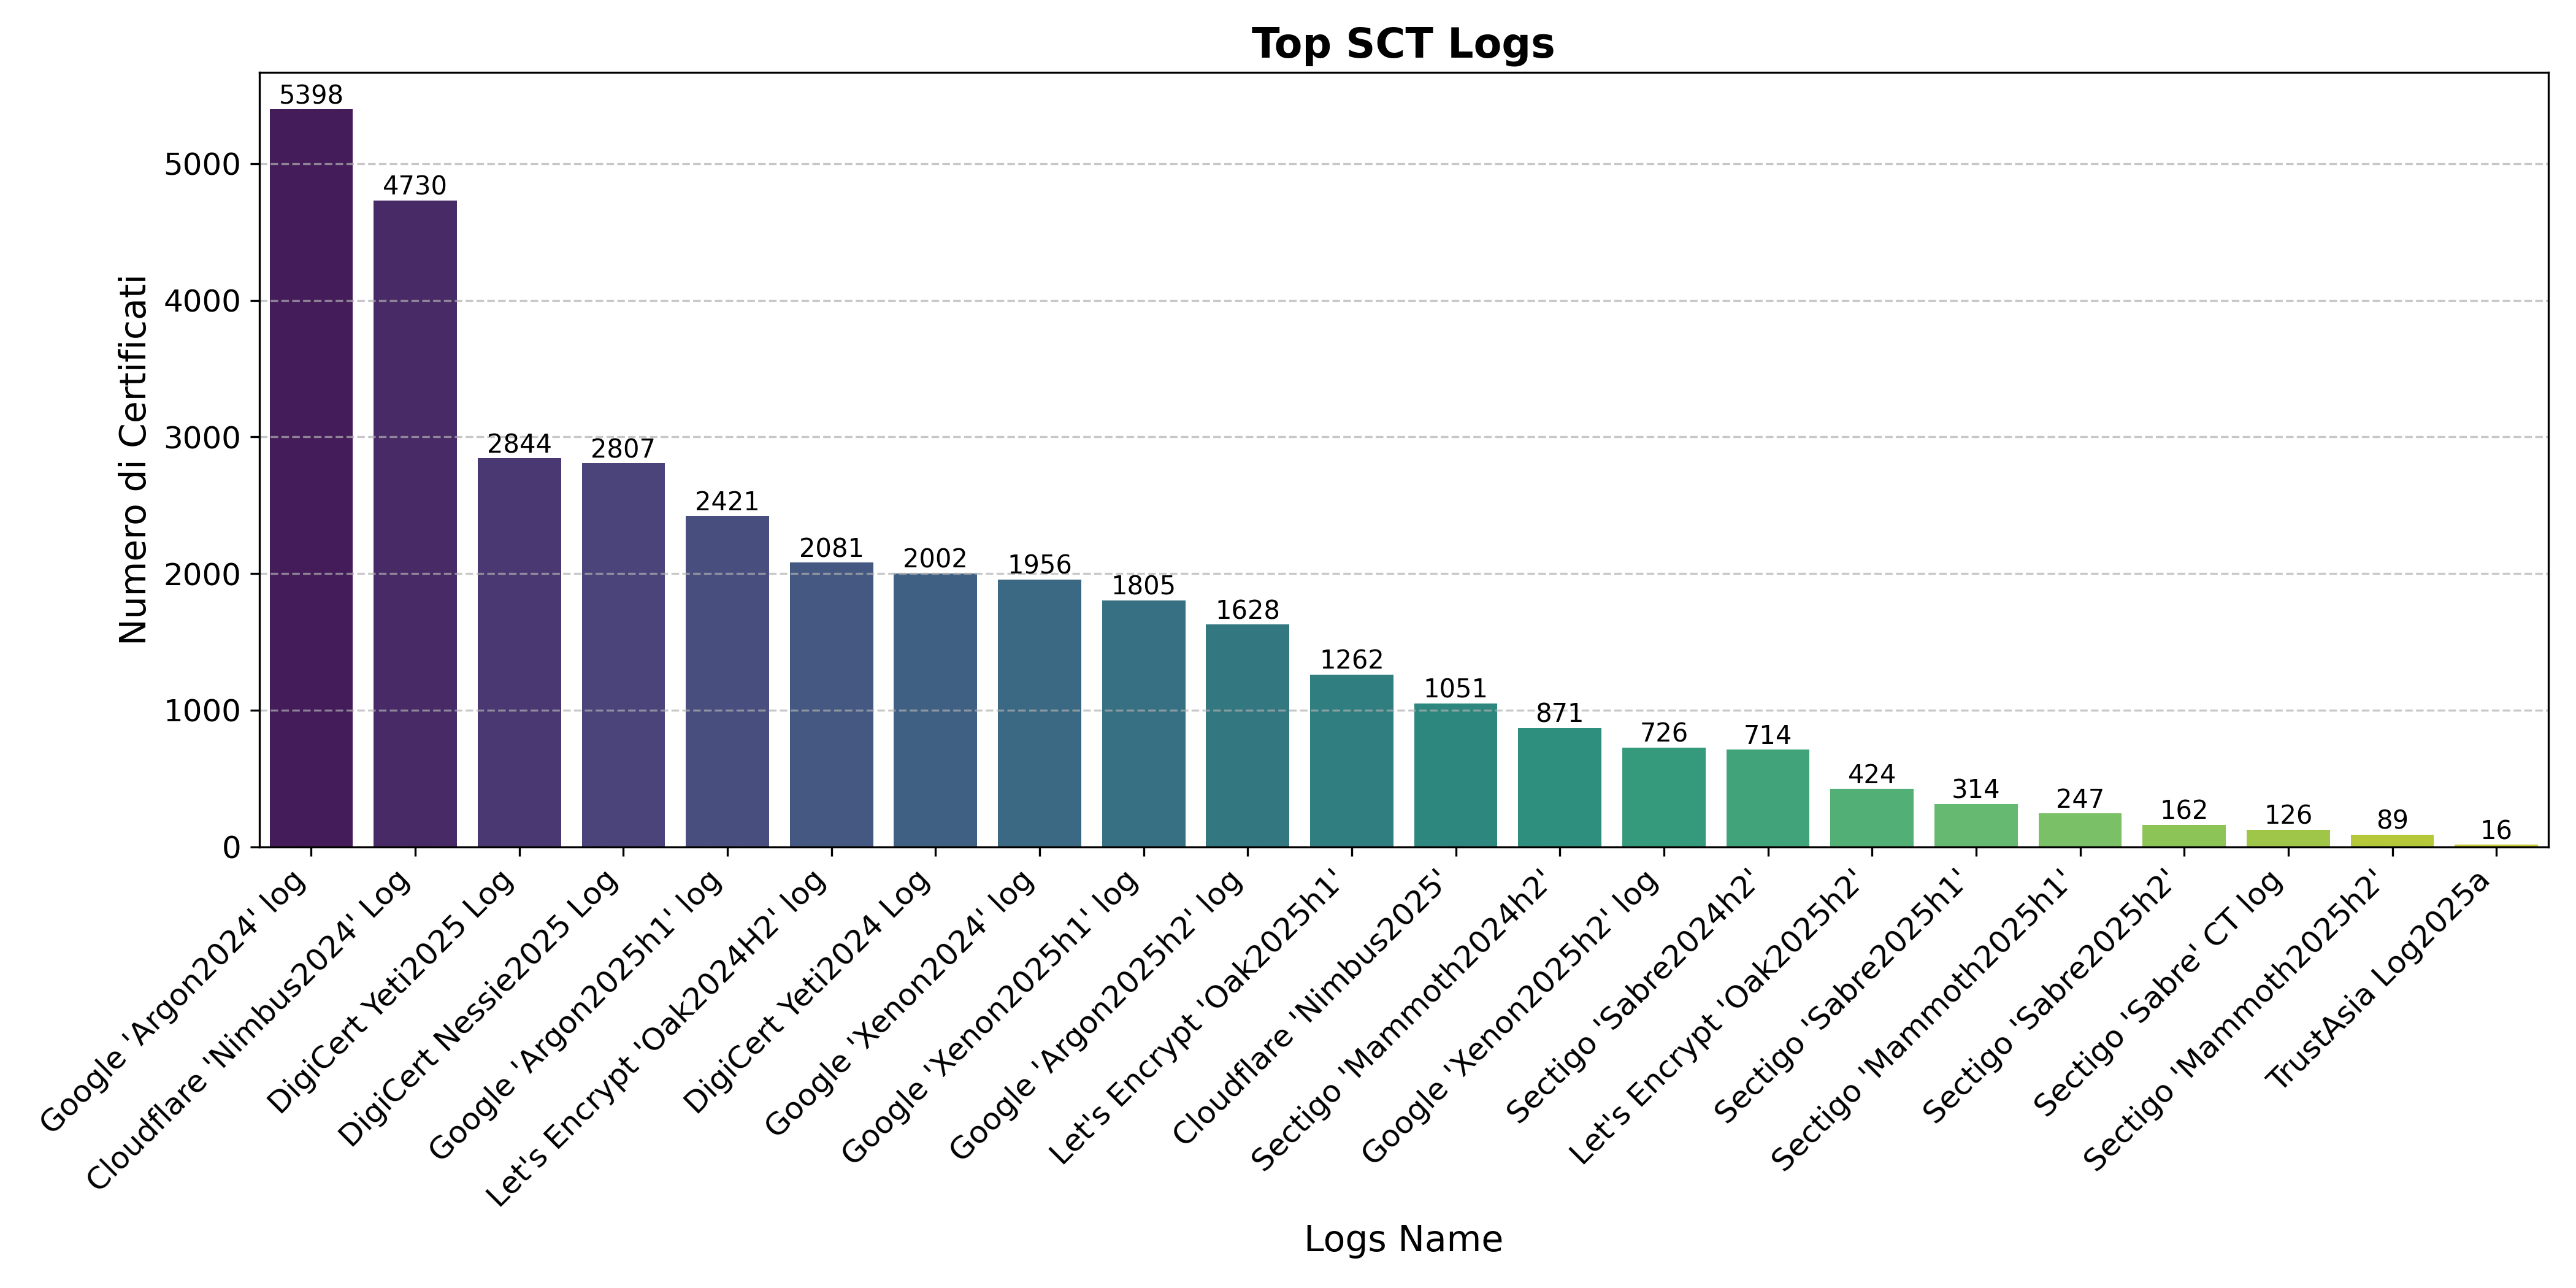 Top SCT Logs
Numero di Certificati
5000
4000
3000
2000
1000
0
5398
4730
2844
2807
2421
2081
2002
1956
1805
1628
1262
1051
871
726
714
424
314
247
162
126
89
16
Google 'Argon2024' log
Cloudflare 'Nimbus2024' Log
DigiCert Yeti2025 Log
DigiCert Nessie2025 Log
Google 'Argon2025h1' log
Let's Encrypt 'Oak2024H2' log
DigiCert Yeti2024 Log
Google 'Xenon2024' log
Google 'Xenon2025h1' log
Google 'Argon2025h2' log
Let's Encrypt 'Oak2025h1'
Cloudflare 'Nimbus2025'
Sectigo 'Mammoth2024h2'
Google 'Xenon2025h2' log
Sectigo 'Sabre2024h2'
Let's Encrypt 'Oak2025h2'
Sectigo 'Sabre2025h1'
Sectigo 'Mammoth2025h1'
Sectigo 'Sabre2025h2'
Sectigo 'Sabre' CT log
Sectigo 'Mammoth2025h2'
TrustAsia Log2025a
Logs Name